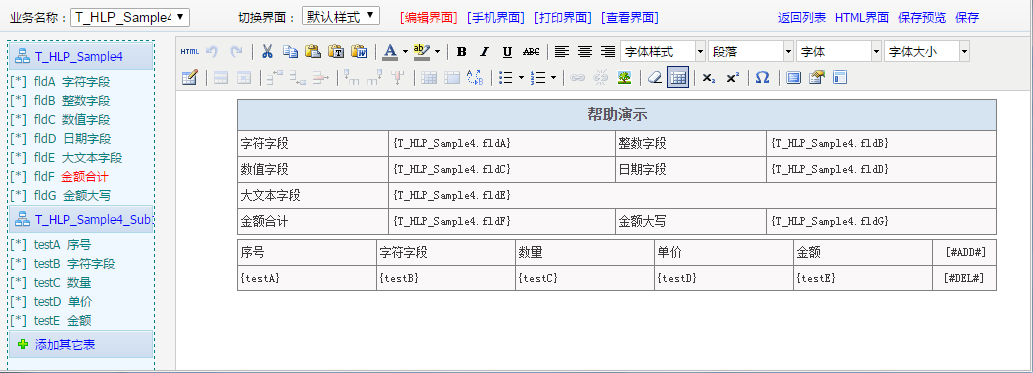 业务名称： T_HLP_Sample4 切换界面： 默认样式 [编辑界面] [手机界面] [打印界面] [查看界面] 返回列表 HTML界面 保存预览 保存
T_HLP_Sample4
[*] fldA 字符字段
[*] fldB 整数字段
[*] fldC 数值字段
[*] fldD 日期字段
[*] fldE 大文本字段
[*] fldF 金额合计
[*] fldG 金额大写
T_HLP_Sample4_Sub
[*] testA 序号
[*] testB 字符字段
[*] testC 数量
[*] testD 单价
[*] testE 金额
添加其它表
HTML A ab B I U ABC 字体样式 段落 字体 字体大小
X₂ X² Ω
帮助演示
字符字段 {T_HLP_Sample4.fldA} 整数字段 {T_HLP_Sample4.fldB}
数值字段 {T_HLP_Sample4.fldC} 日期字段 {T_HLP_Sample4.fldD}
大文本字段 {T_HLP_Sample4.fldE}
金额合计 {T_HLP_Sample4.fldF} 金额大写 {T_HLP_Sample4.fldG}
序号 字符字段 数量 单价 金额 [#ADD#]
{testA} {testB} {testC} {testD} {testE} [#DEL#]